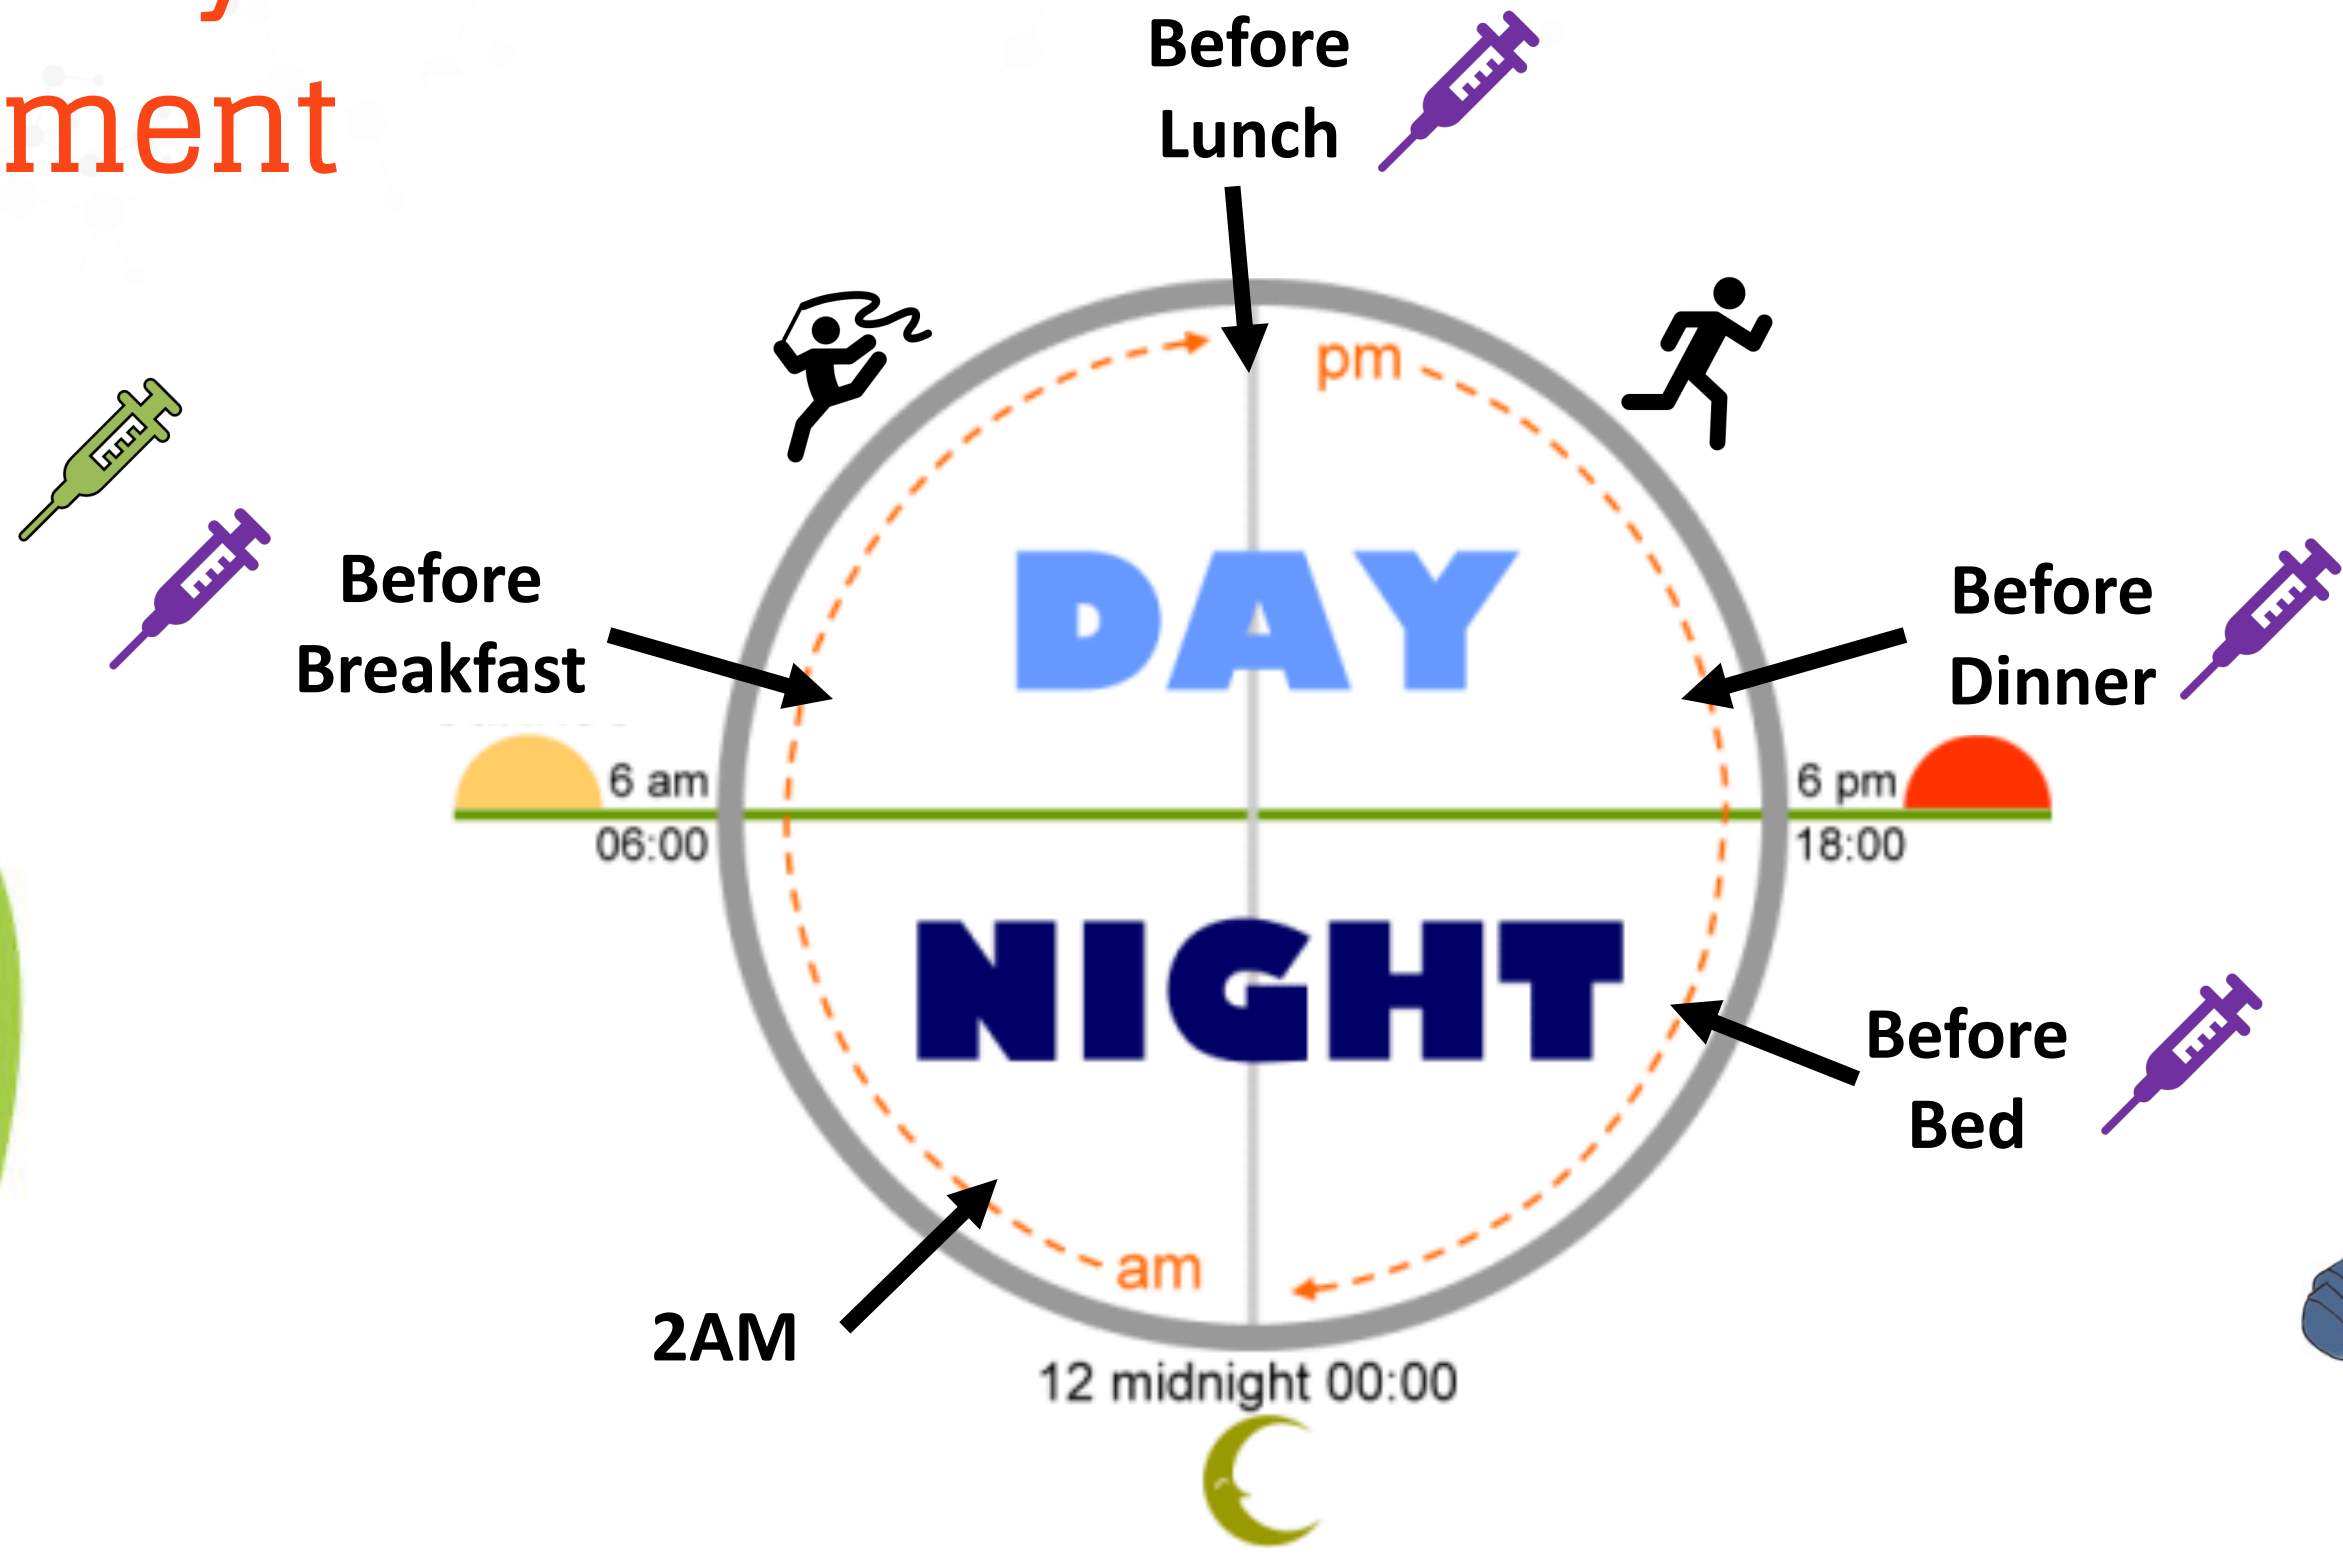 ment
Before
Lunch
pm
Before
Breakfast
DAY
Before
Dinner
6 am
6 pm
06:00
18:00
NIGHT
Before
Bed
am
2AM
12 midnight 00:00